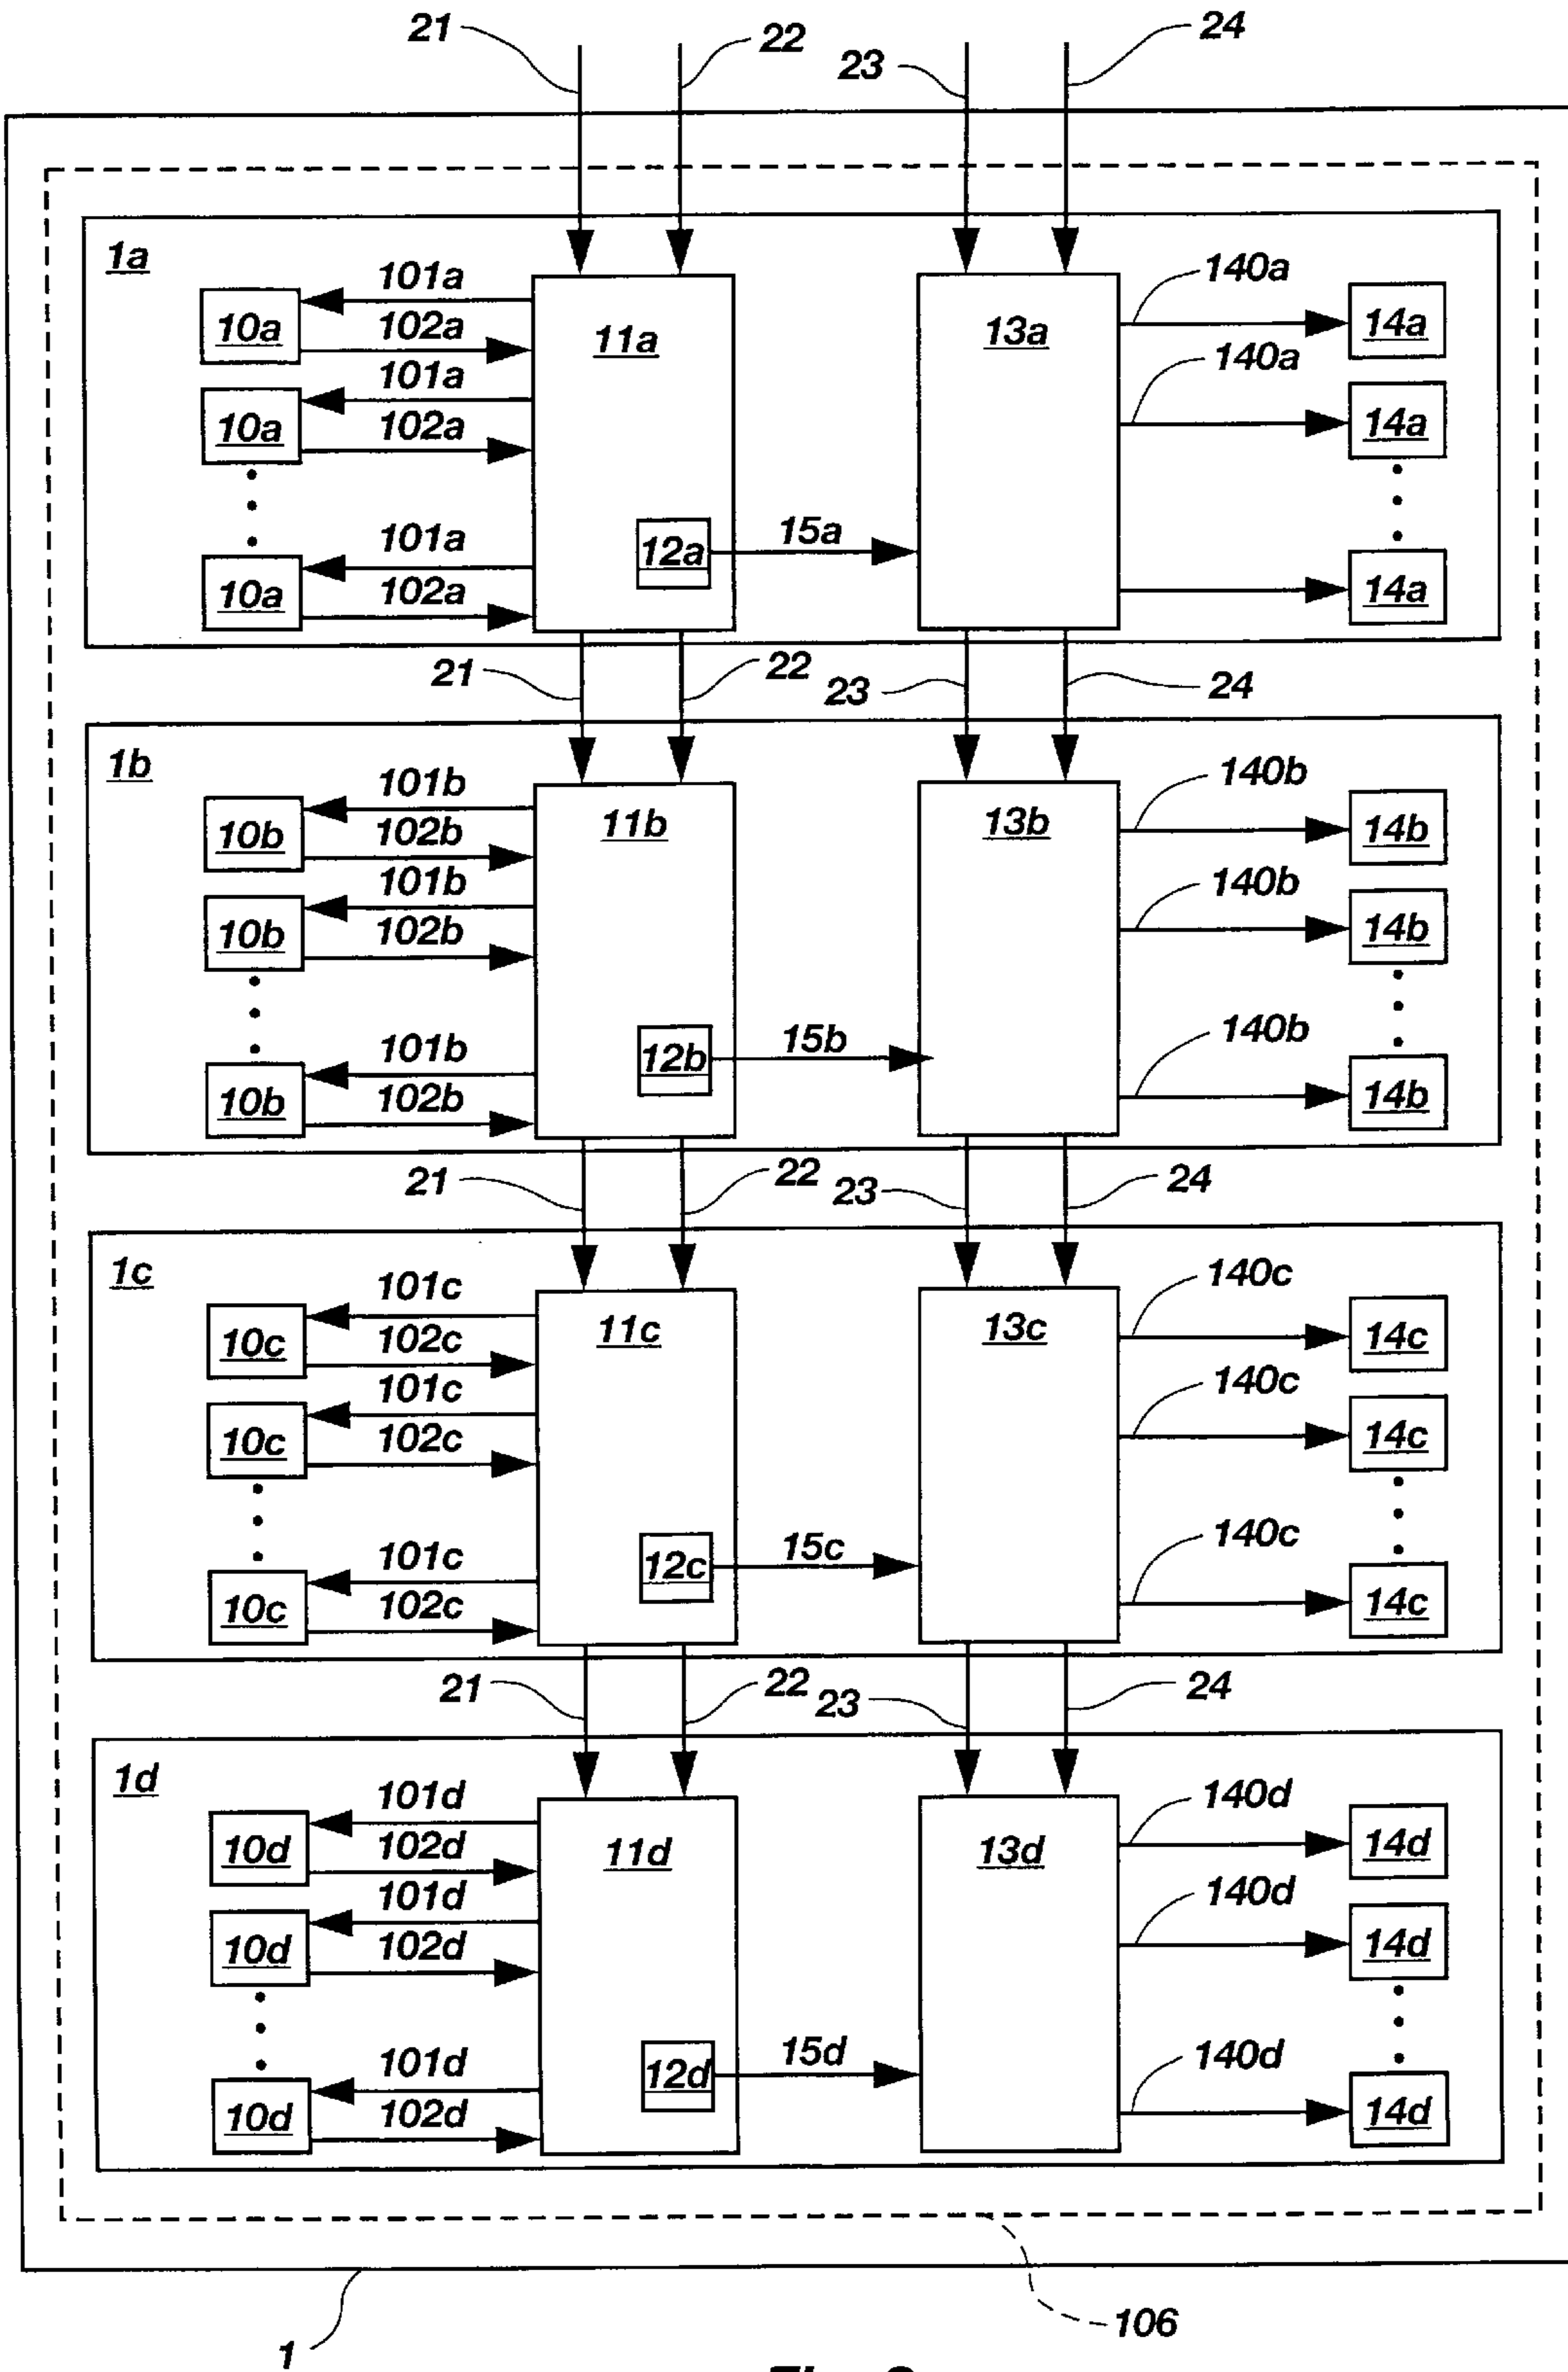 21 22 23 24
1a
101a 140a
10a 102a 11a 13a 14a
101a 140a
10a 102a 14a
101a 12a 15a
10a 102a 14a
21 22 23 24
1b
101b 140b
10b 102b 11b 13b 14b
101b 140b
10b 102b 14b
101b 12b 15b 140b
10b 102b 14b
21 22 23 24
1c
101c 140c
10c 102c 11c 13c 14c
101c 140c
10c 102c 14c
101c 12c 15c 140c
10c 102c 14c
21 22 23 24
1d
101d 140d
10d 102d 11d 13d 14d
101d 140d
10d 102d 14d
101d 12d 15d 140d
10d 102d 14d
106
1